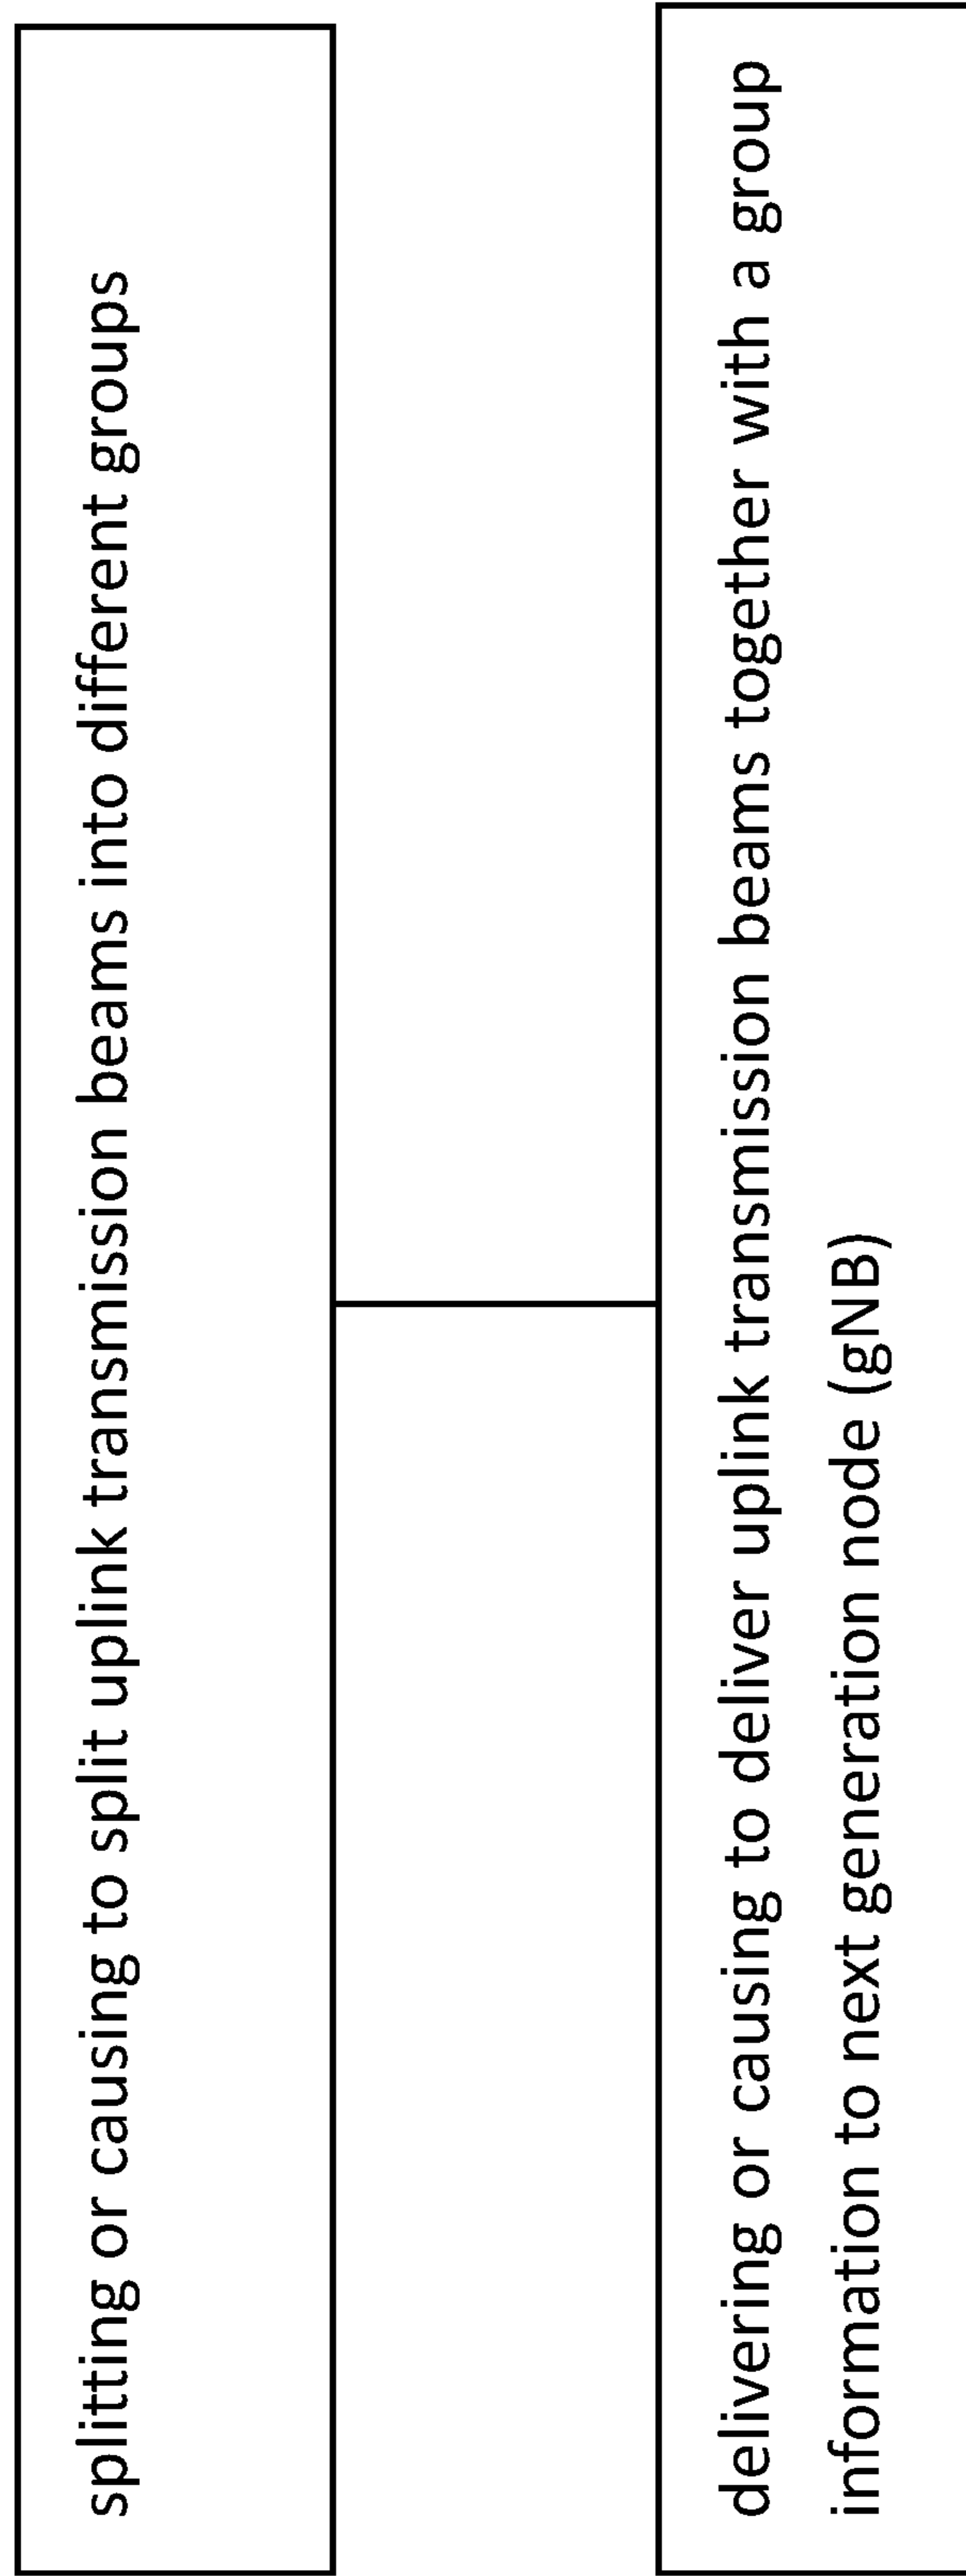 splitting or causing to split uplink transmission beams into different groups
delivering or causing to deliver uplink transmission beams together with a group
information to next generation node (gNB)